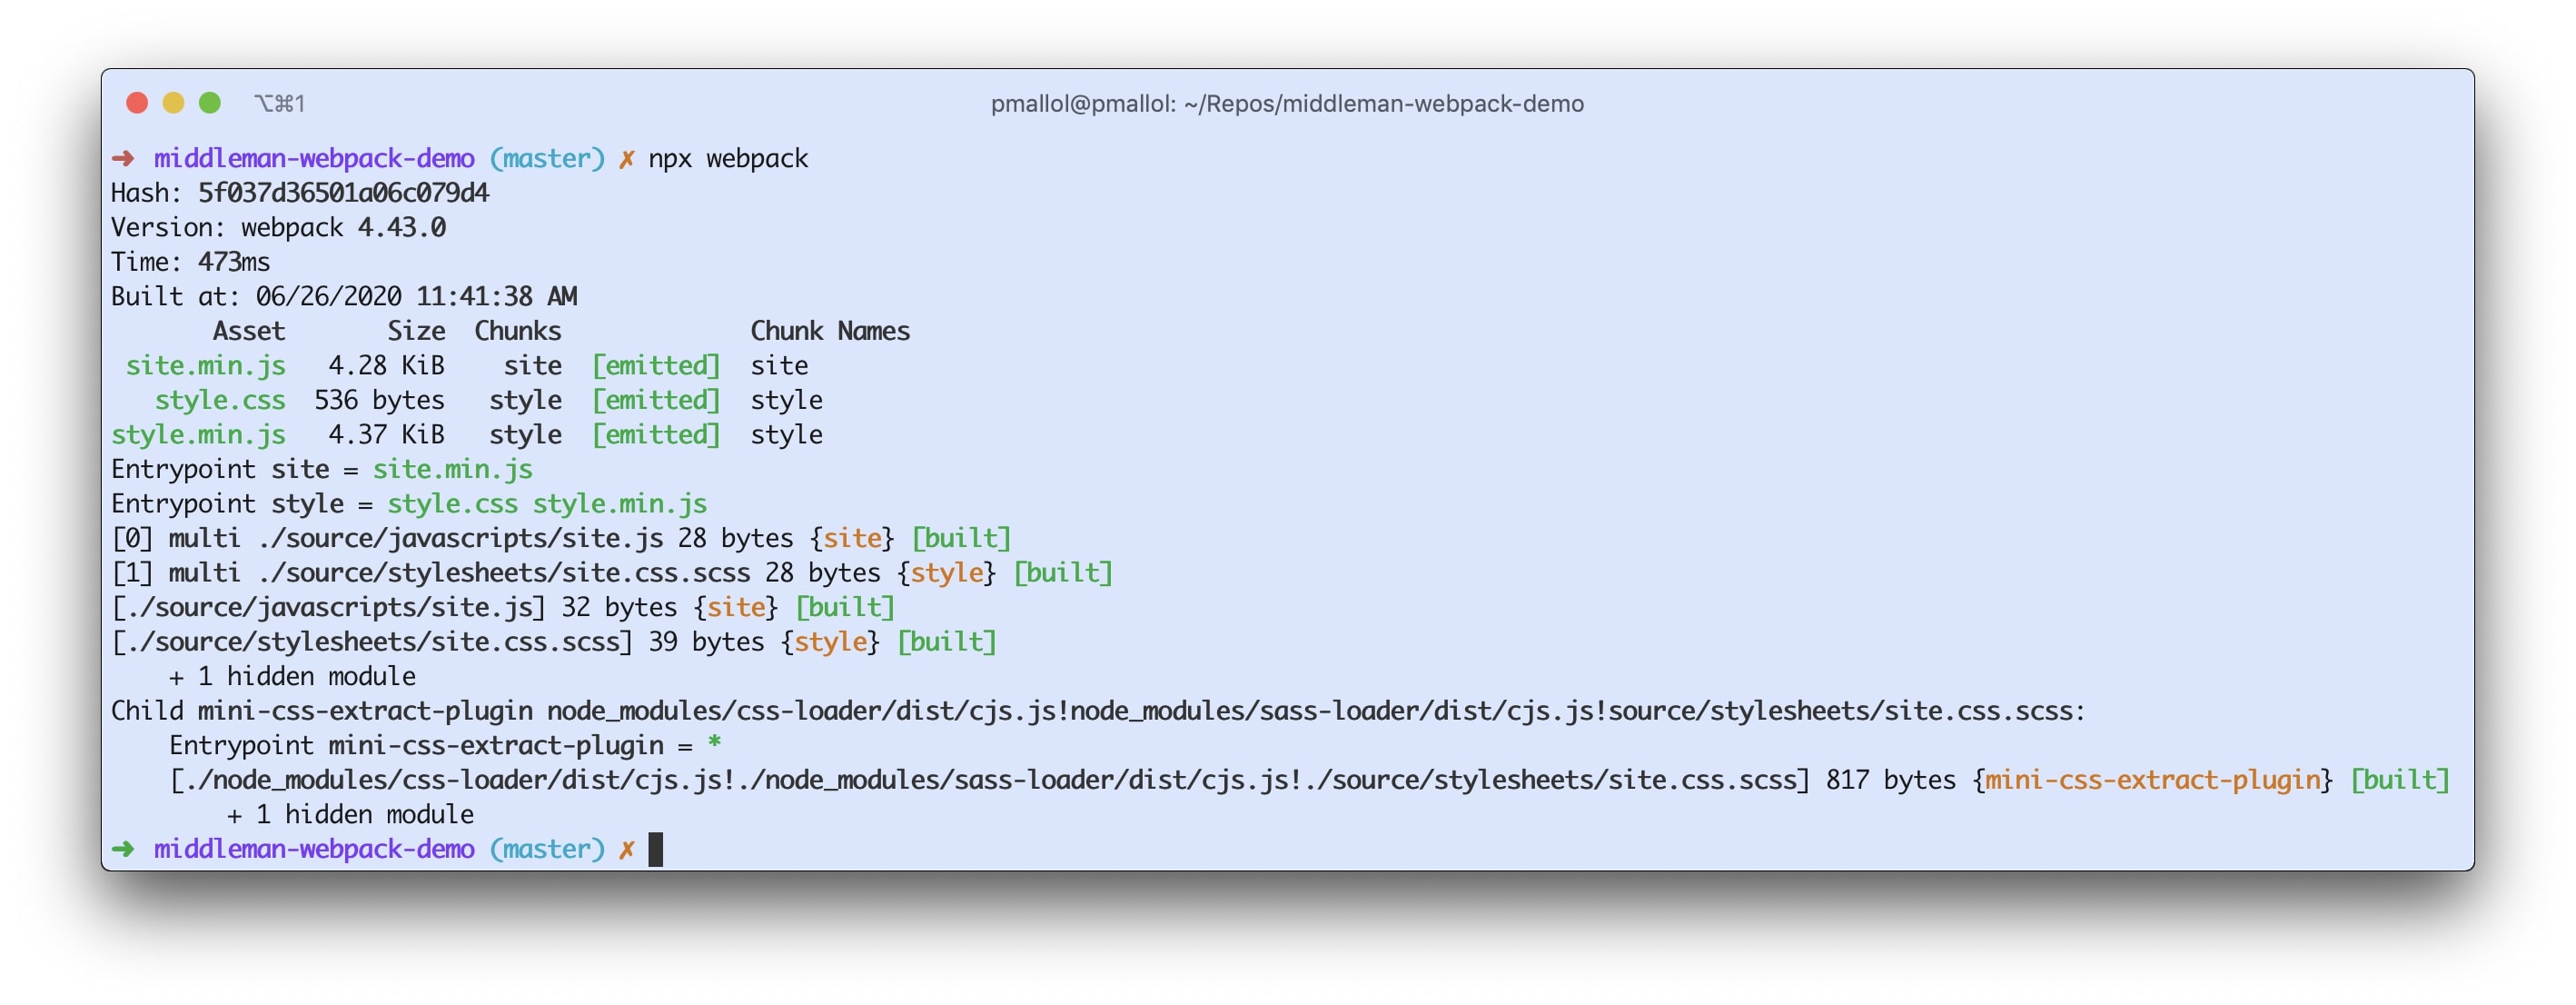 ⌥⌘1 pmallol@pmallol: ~/Repos/middleman-webpack-demo
➜ middleman-webpack-demo (master) ✗ npx webpack
Hash: 5f037d36501a06c079d4
Version: webpack 4.43.0
Time: 473ms
Built at: 06/26/2020 11:41:38 AM
Asset Size Chunks Chunk Names
site.min.js 4.28 KiB site [emitted] site
style.css 536 bytes style [emitted] style
style.min.js 4.37 KiB style [emitted] style
Entrypoint site = site.min.js
Entrypoint style = style.css style.min.js
[0] multi ./source/javascripts/site.js 28 bytes {site} [built]
[1] multi ./source/stylesheets/site.css.scss 28 bytes {style} [built]
[./source/javascripts/site.js] 32 bytes {site} [built]
[./source/stylesheets/site.css.scss] 39 bytes {style} [built]
+ 1 hidden module
Child mini-css-extract-plugin node_modules/css-loader/dist/cjs.js!node_modules/sass-loader/dist/cjs.js!source/stylesheets/site.css.scss:
Entrypoint mini-css-extract-plugin = *
[./node_modules/css-loader/dist/cjs.js!./node_modules/sass-loader/dist/cjs.js!./source/stylesheets/site.css.scss] 817 bytes {mini-css-extract-plugin} [built]
+ 1 hidden module
➜ middleman-webpack-demo (master) ✗